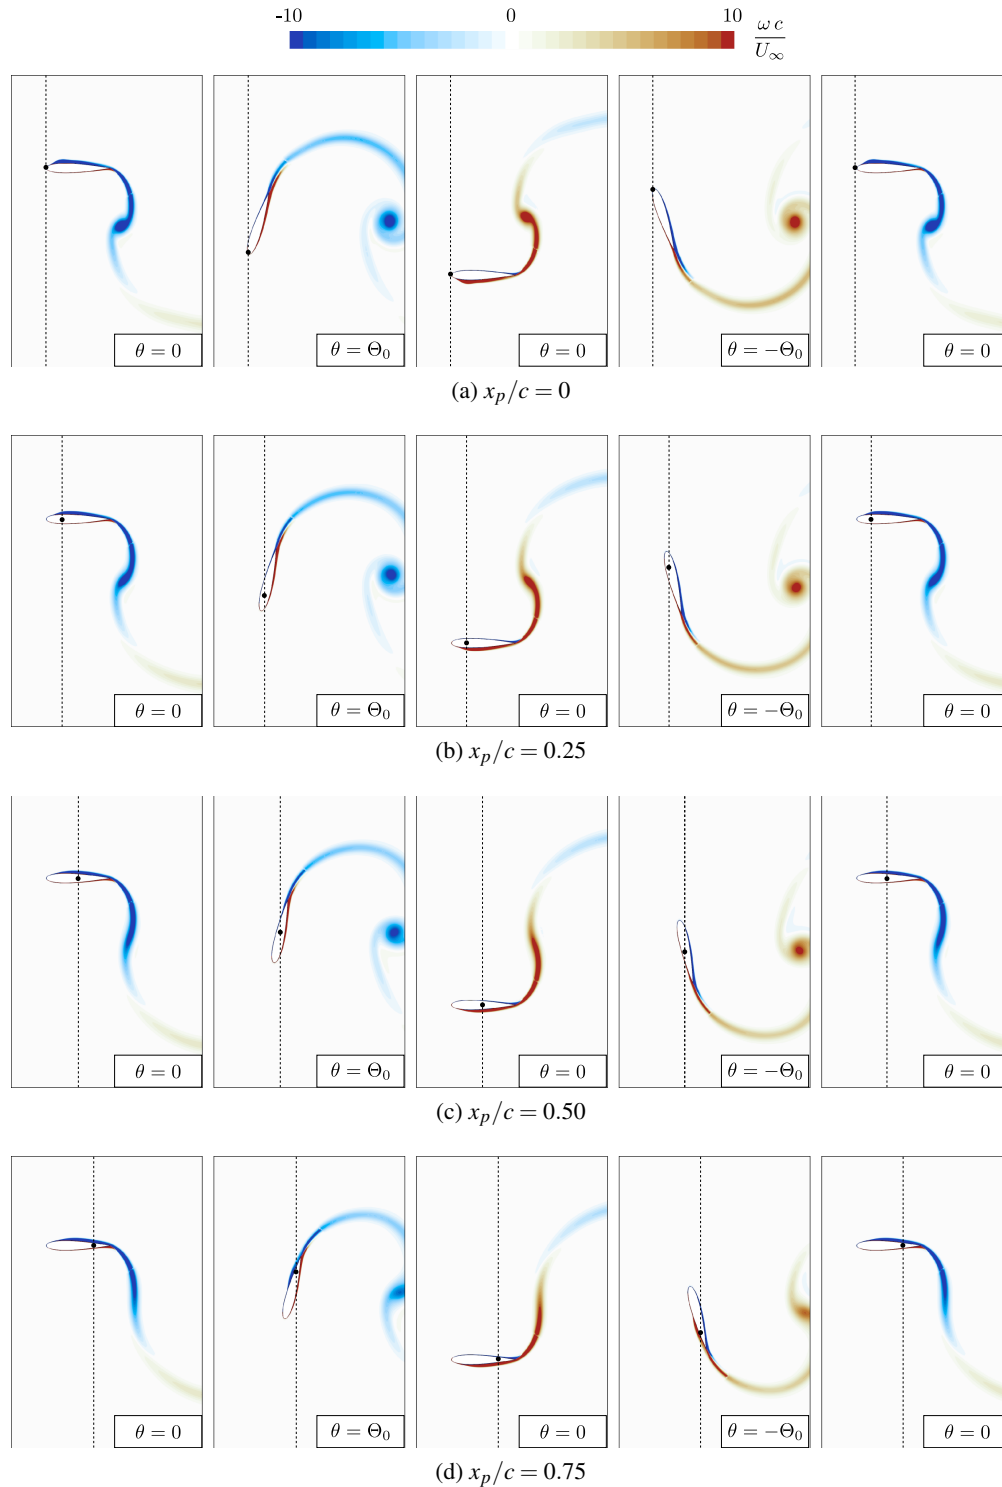 -10 0 10 ω c / U∞
θ = 0 θ = Θ₀ θ = 0 θ = −Θ₀ θ = 0
(a) xₚ/c = 0
θ = 0 θ = Θ₀ θ = 0 θ = −Θ₀ θ = 0
(b) xₚ/c = 0.25
θ = 0 θ = Θ₀ θ = 0 θ = −Θ₀ θ = 0
(c) xₚ/c = 0.50
θ = 0 θ = Θ₀ θ = 0 θ = −Θ₀ θ = 0
(d) xₚ/c = 0.75